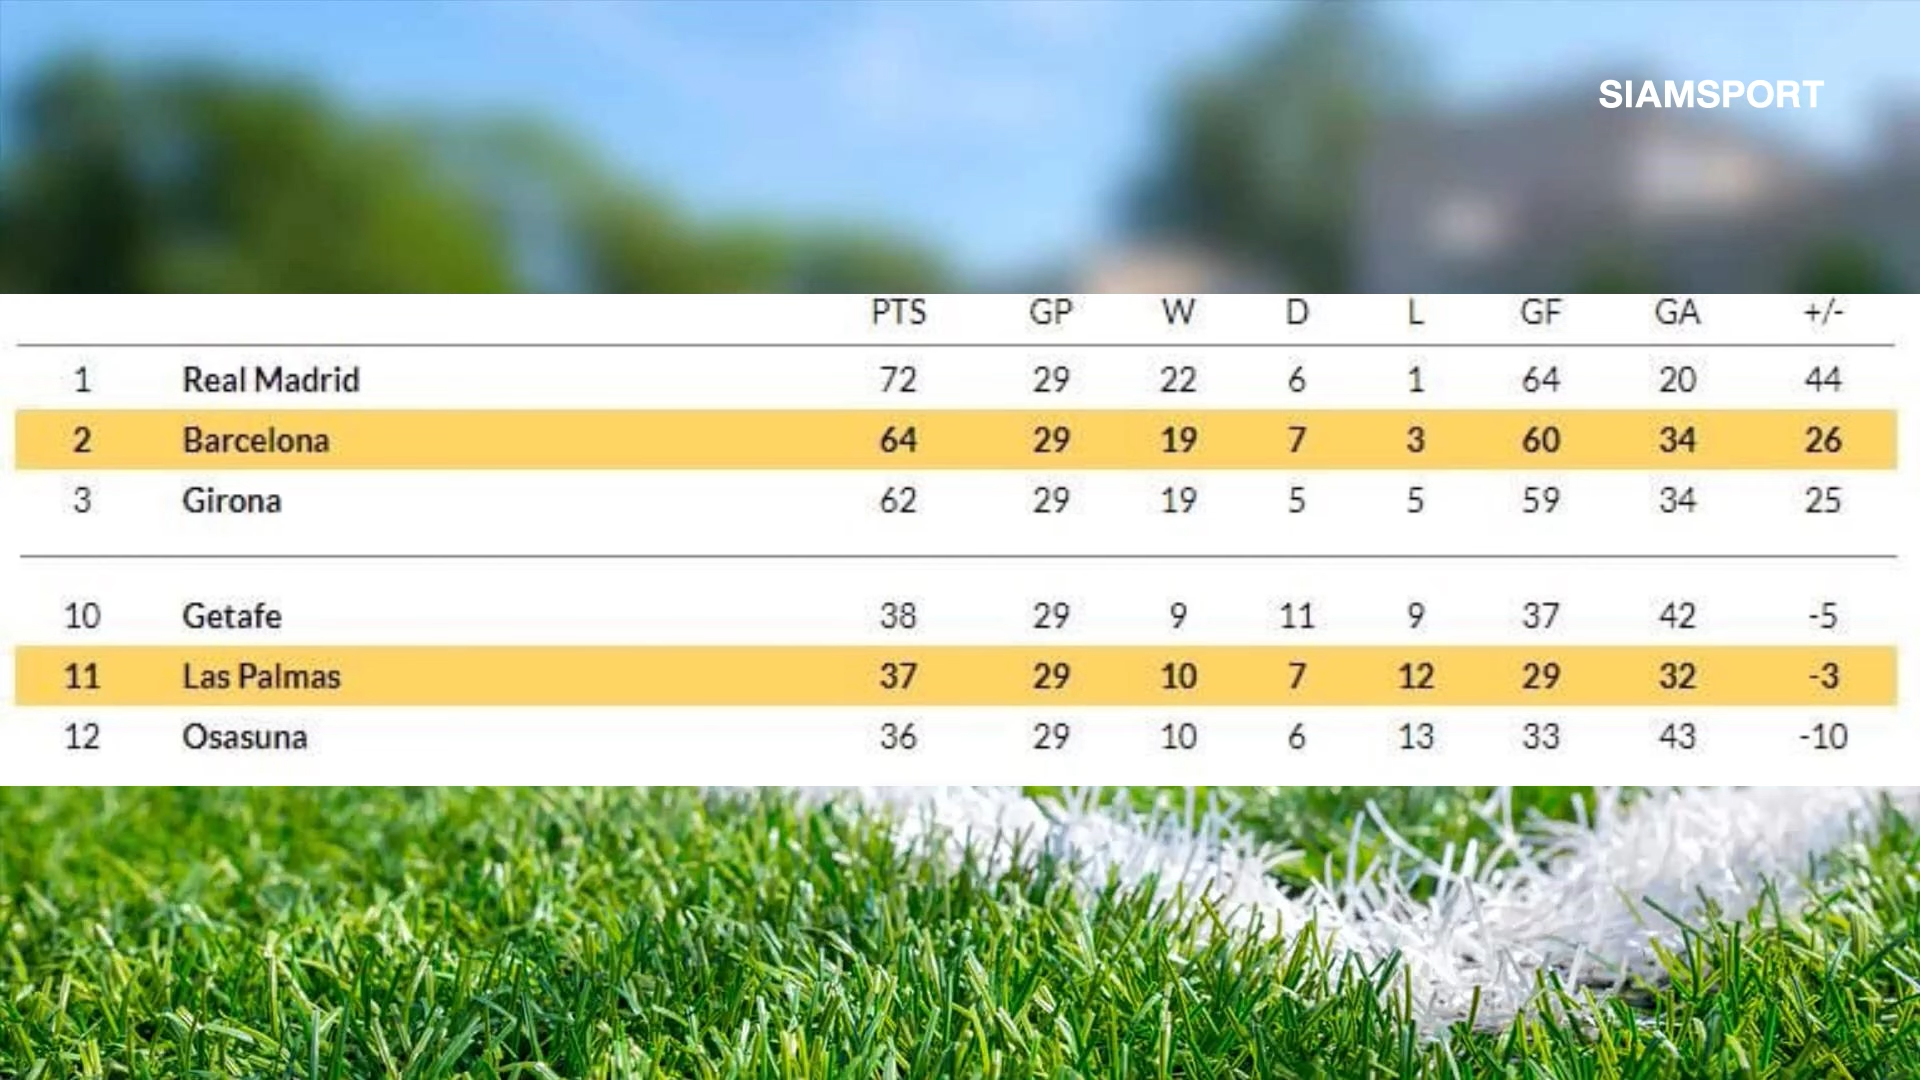 SIAMSPORT
PTS GP W D L GF GA +/-
1 Real Madrid 72 29 22 6 1 64 20 44
2 Barcelona 64 29 19 7 3 60 34 26
3 Girona 62 29 19 5 5 59 34 25
10 Getafe 38 29 9 11 9 37 42 -5
11 Las Palmas 37 29 10 7 12 29 32 -3
12 Osasuna 36 29 10 6 13 33 43 -10